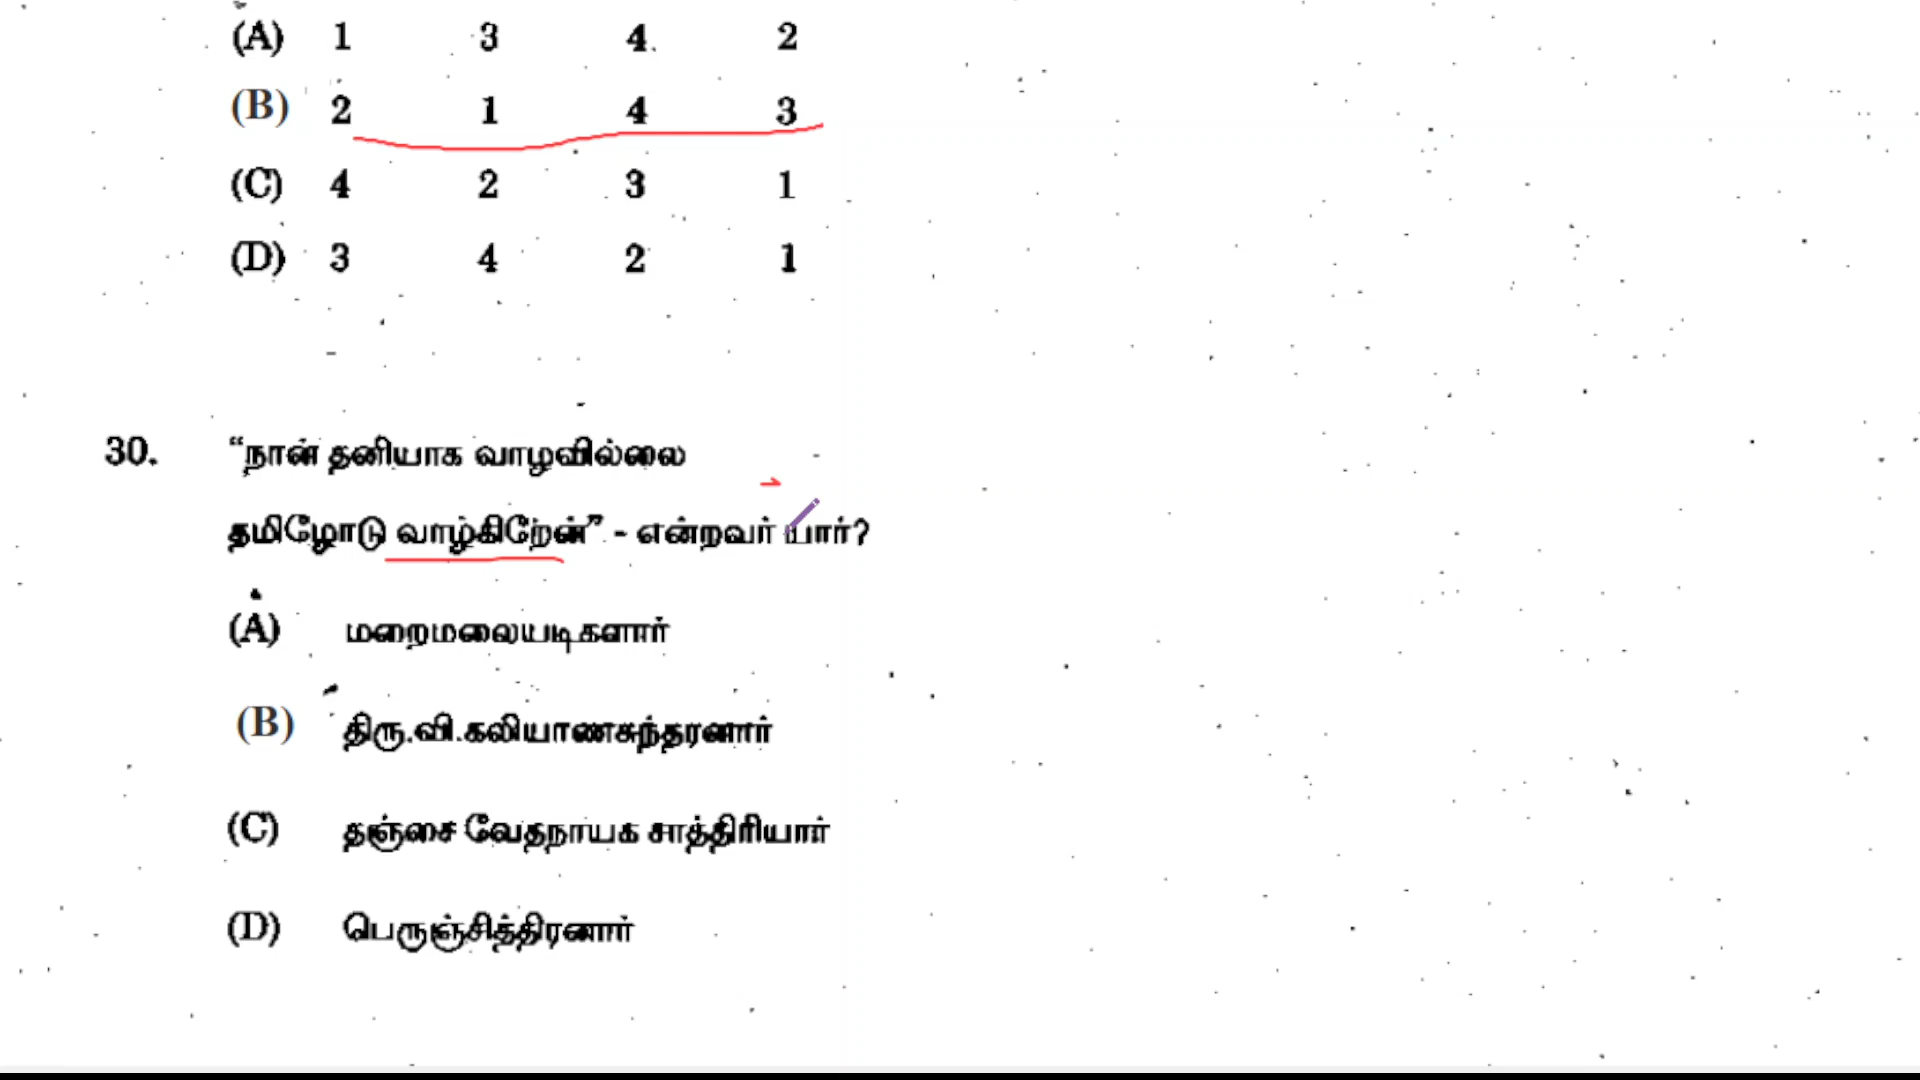 (A) 1 3 4 2
(B) 2 1 4 3
(C) 4 2 3 1
(D) 3 4 2 1
30. “நான் தனியாக வாழவில்லை
தமிழோடு வாழ்கிறேன்” - என்றவர் யார்?
(A) மறைமலையடிகளார்
(B) திரு.வி.கலியாணசுந்தரனார்
(C) தஞ்சை வேதநாயக சாத்திரியார்
(D) பெருஞ்சித்திரனார்